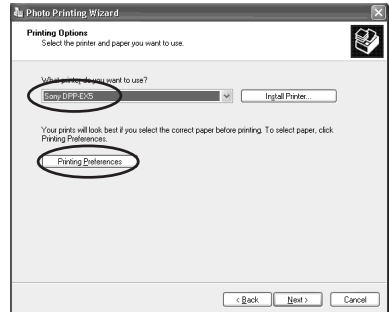 Photo Printing Wizard
Printing Options
Select the printer and paper you want to use.
What printer do you want to use?
Sony DPP-EX5
Install Printer...
Your prints will look best if you select the correct paper before printing. To select paper, click
Printing Preferences.
Printing Preferences
< Back
Next >
Cancel